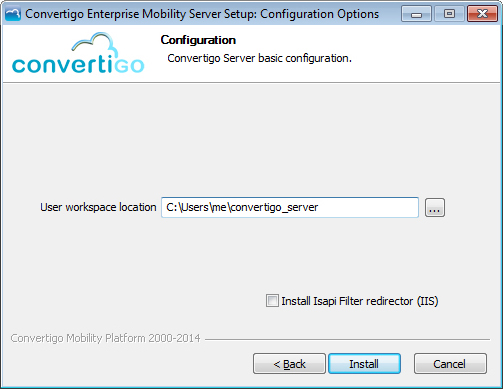 Convertigo Enterprise Mobility Server Setup: Configuration Options
convertigo
Configuration
Convertigo Server basic configuration.
User workspace location C:\Users\me\convertigo_server ...
Install Isapi Filter redirector (IIS)
Convertigo Mobility Platform 2000-2014
< Back Install Cancel